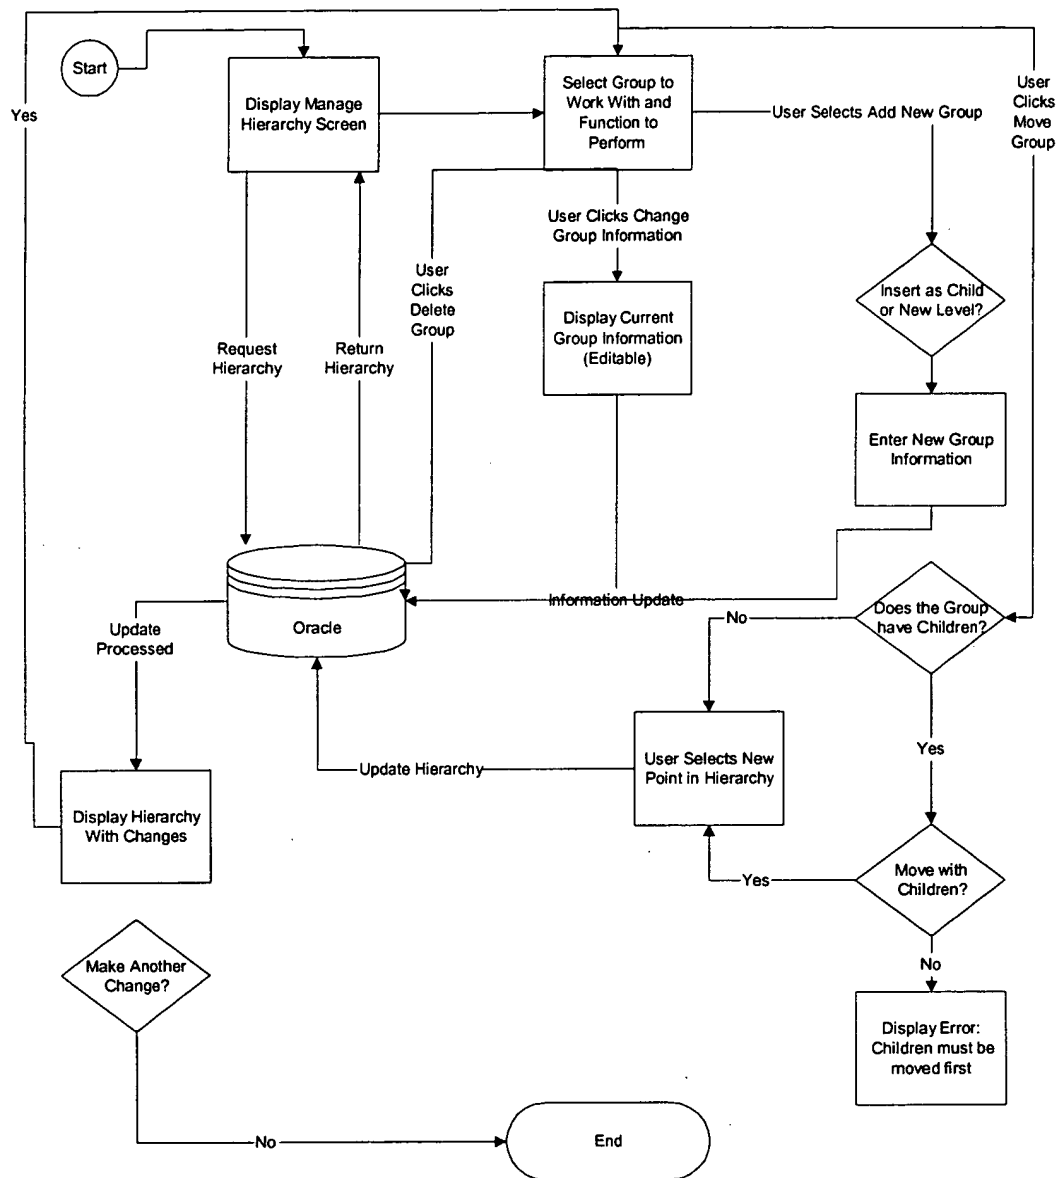 Start
Display Manage
Hierarchy Screen
Select Group to
Work With and
Function to
Perform
User Selects Add New Group
User
Clicks
Move
Group
Yes
User Clicks Change
Group Information
User
Clicks
Delete
Group
Insert as Child
or New Level?
Display Current
Group Information
(Editable)
Request
Hierarchy
Return
Hierarchy
Enter New Group
Information
Information Update
Oracle
Does the Group
have Children?
No
Update
Processed
Yes
User Selects New
Point in Hierarchy
Update Hierarchy
Display Hierarchy
With Changes
Move with
Children?
Yes
No
Make Another
Change?
Display Error:
Children must be
moved first
No
End